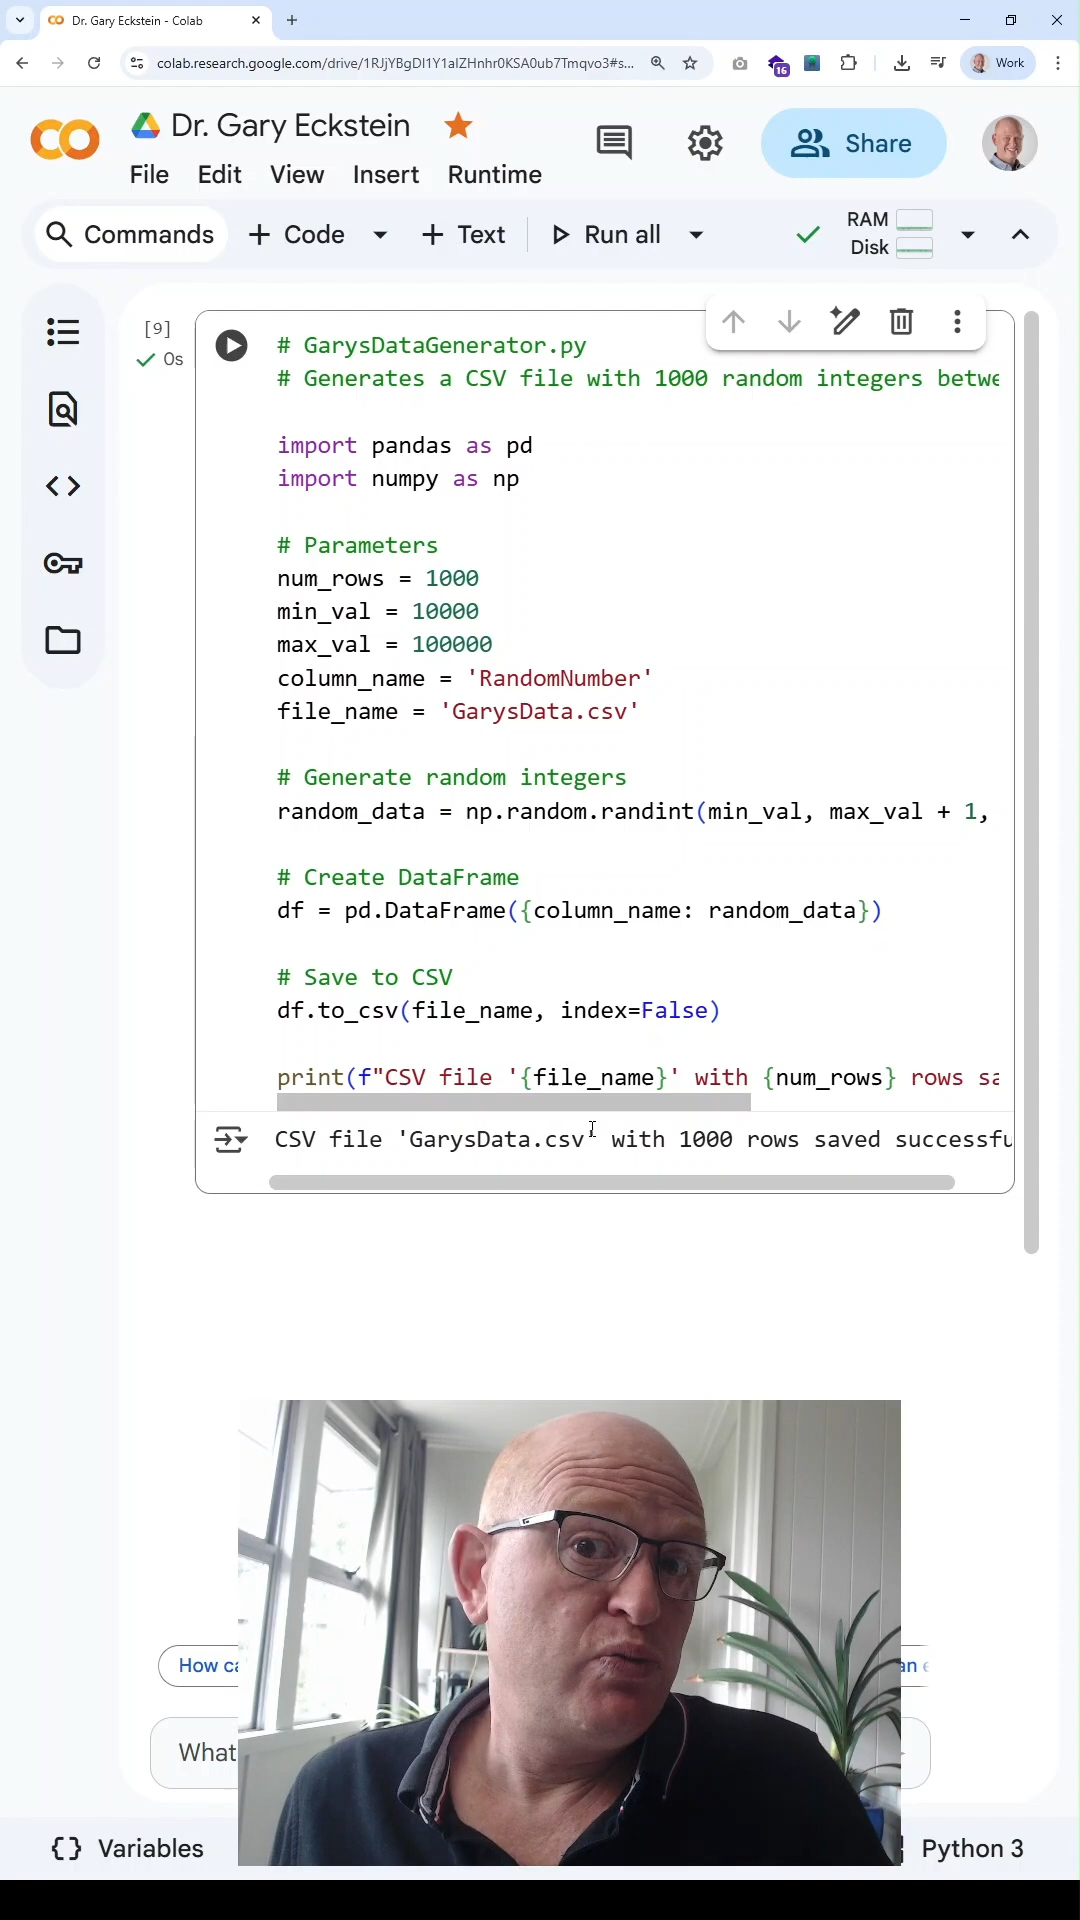 Dr. Gary Eckstein - Colab
colab.research.google.com/drive/1RJjYBgDI1Y1aIZHnhr0KSA0ub7Tmqvo3#s...
16
Work
Dr. Gary Eckstein
Share
File Edit View Insert Runtime
Commands + Code + Text Run all
RAM
Disk
[9]
0s
# GarysDataGenerator.py
# Generates a CSV file with 1000 random integers betwe
import pandas as pd
import numpy as np
# Parameters
num_rows = 1000
min_val = 10000
max_val = 100000
column_name = 'RandomNumber'
file_name = 'GarysData.csv'
# Generate random integers
random_data = np.random.randint(min_val, max_val + 1,
# Create DataFrame
df = pd.DataFrame({column_name: random_data})
# Save to CSV
df.to_csv(file_name, index=False)
print(f"CSV file '{file_name}' with {num_rows} rows sa
CSV file 'GarysData.csv' with 1000 rows saved successfu
How ca
an e
What
{} Variables
Python 3